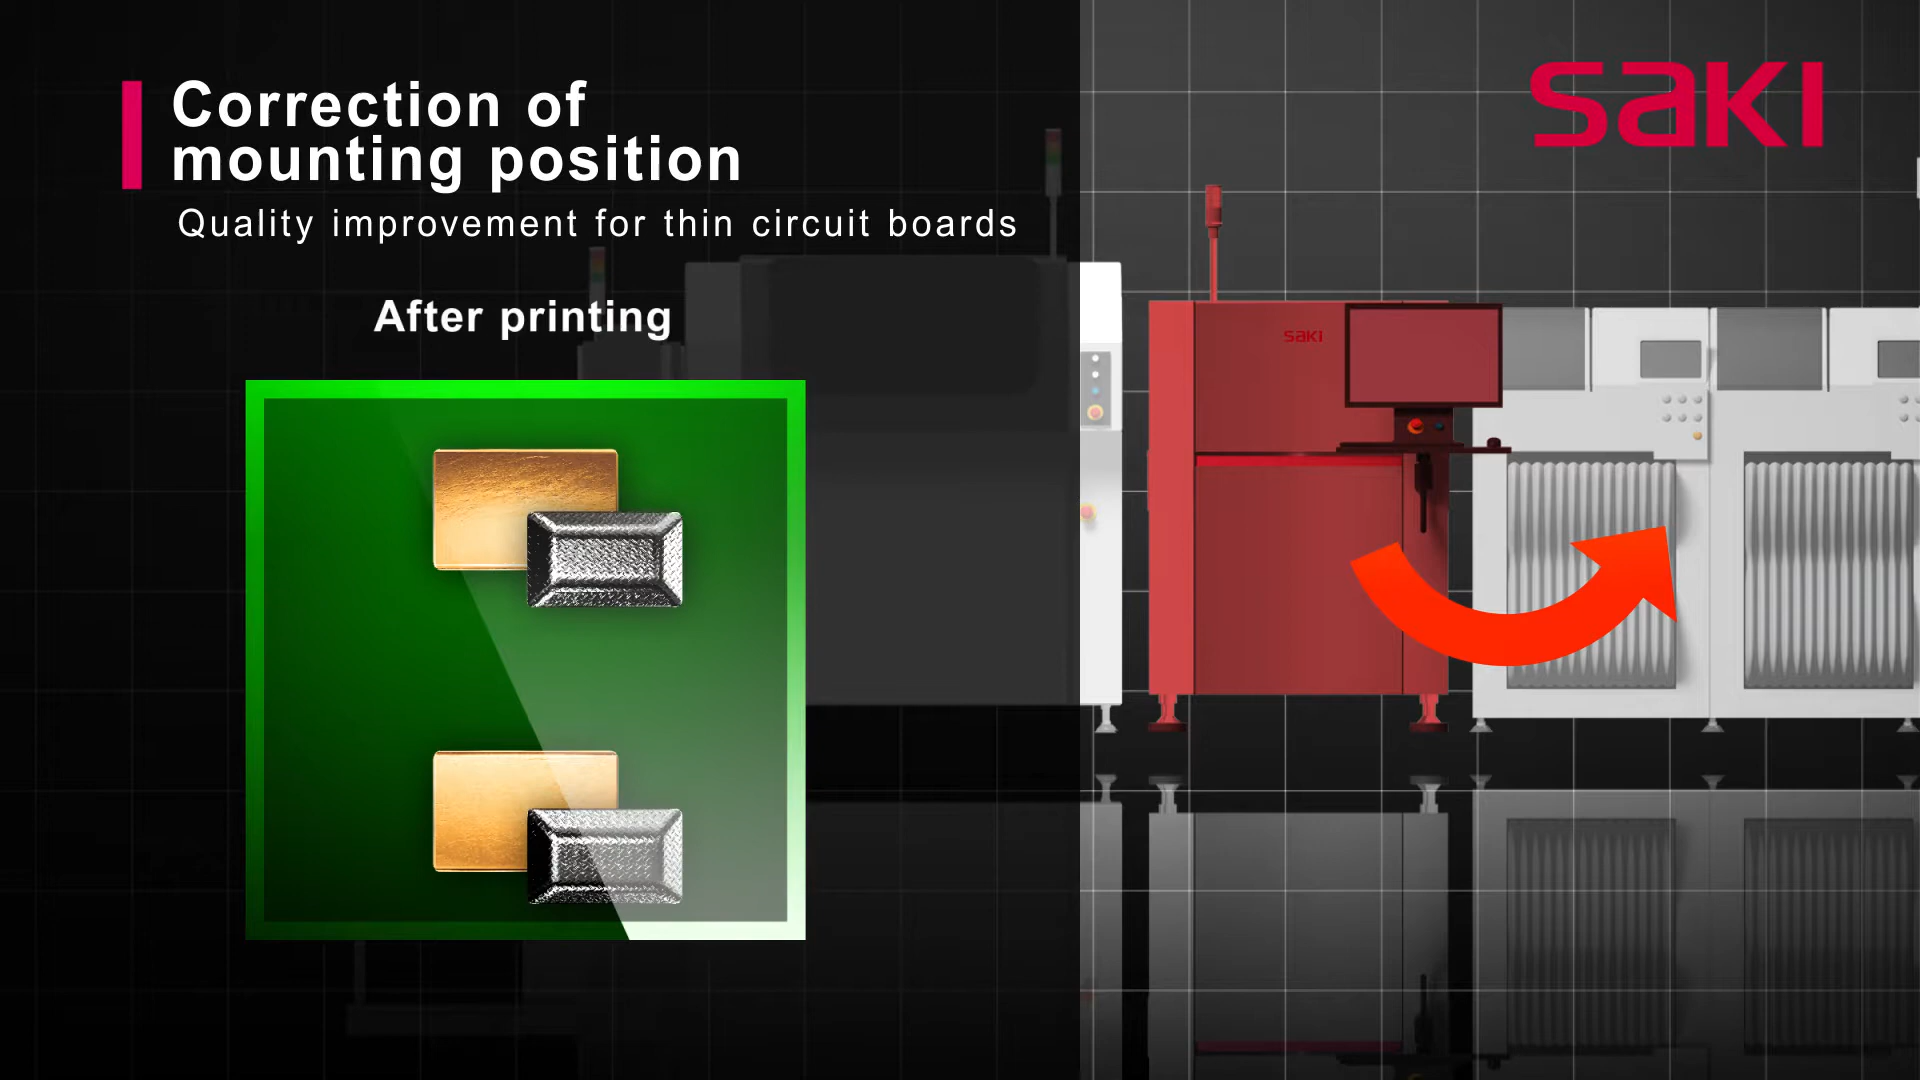 Correction of
mounting position
Quality improvement for thin circuit boards
After printing
saki
saki